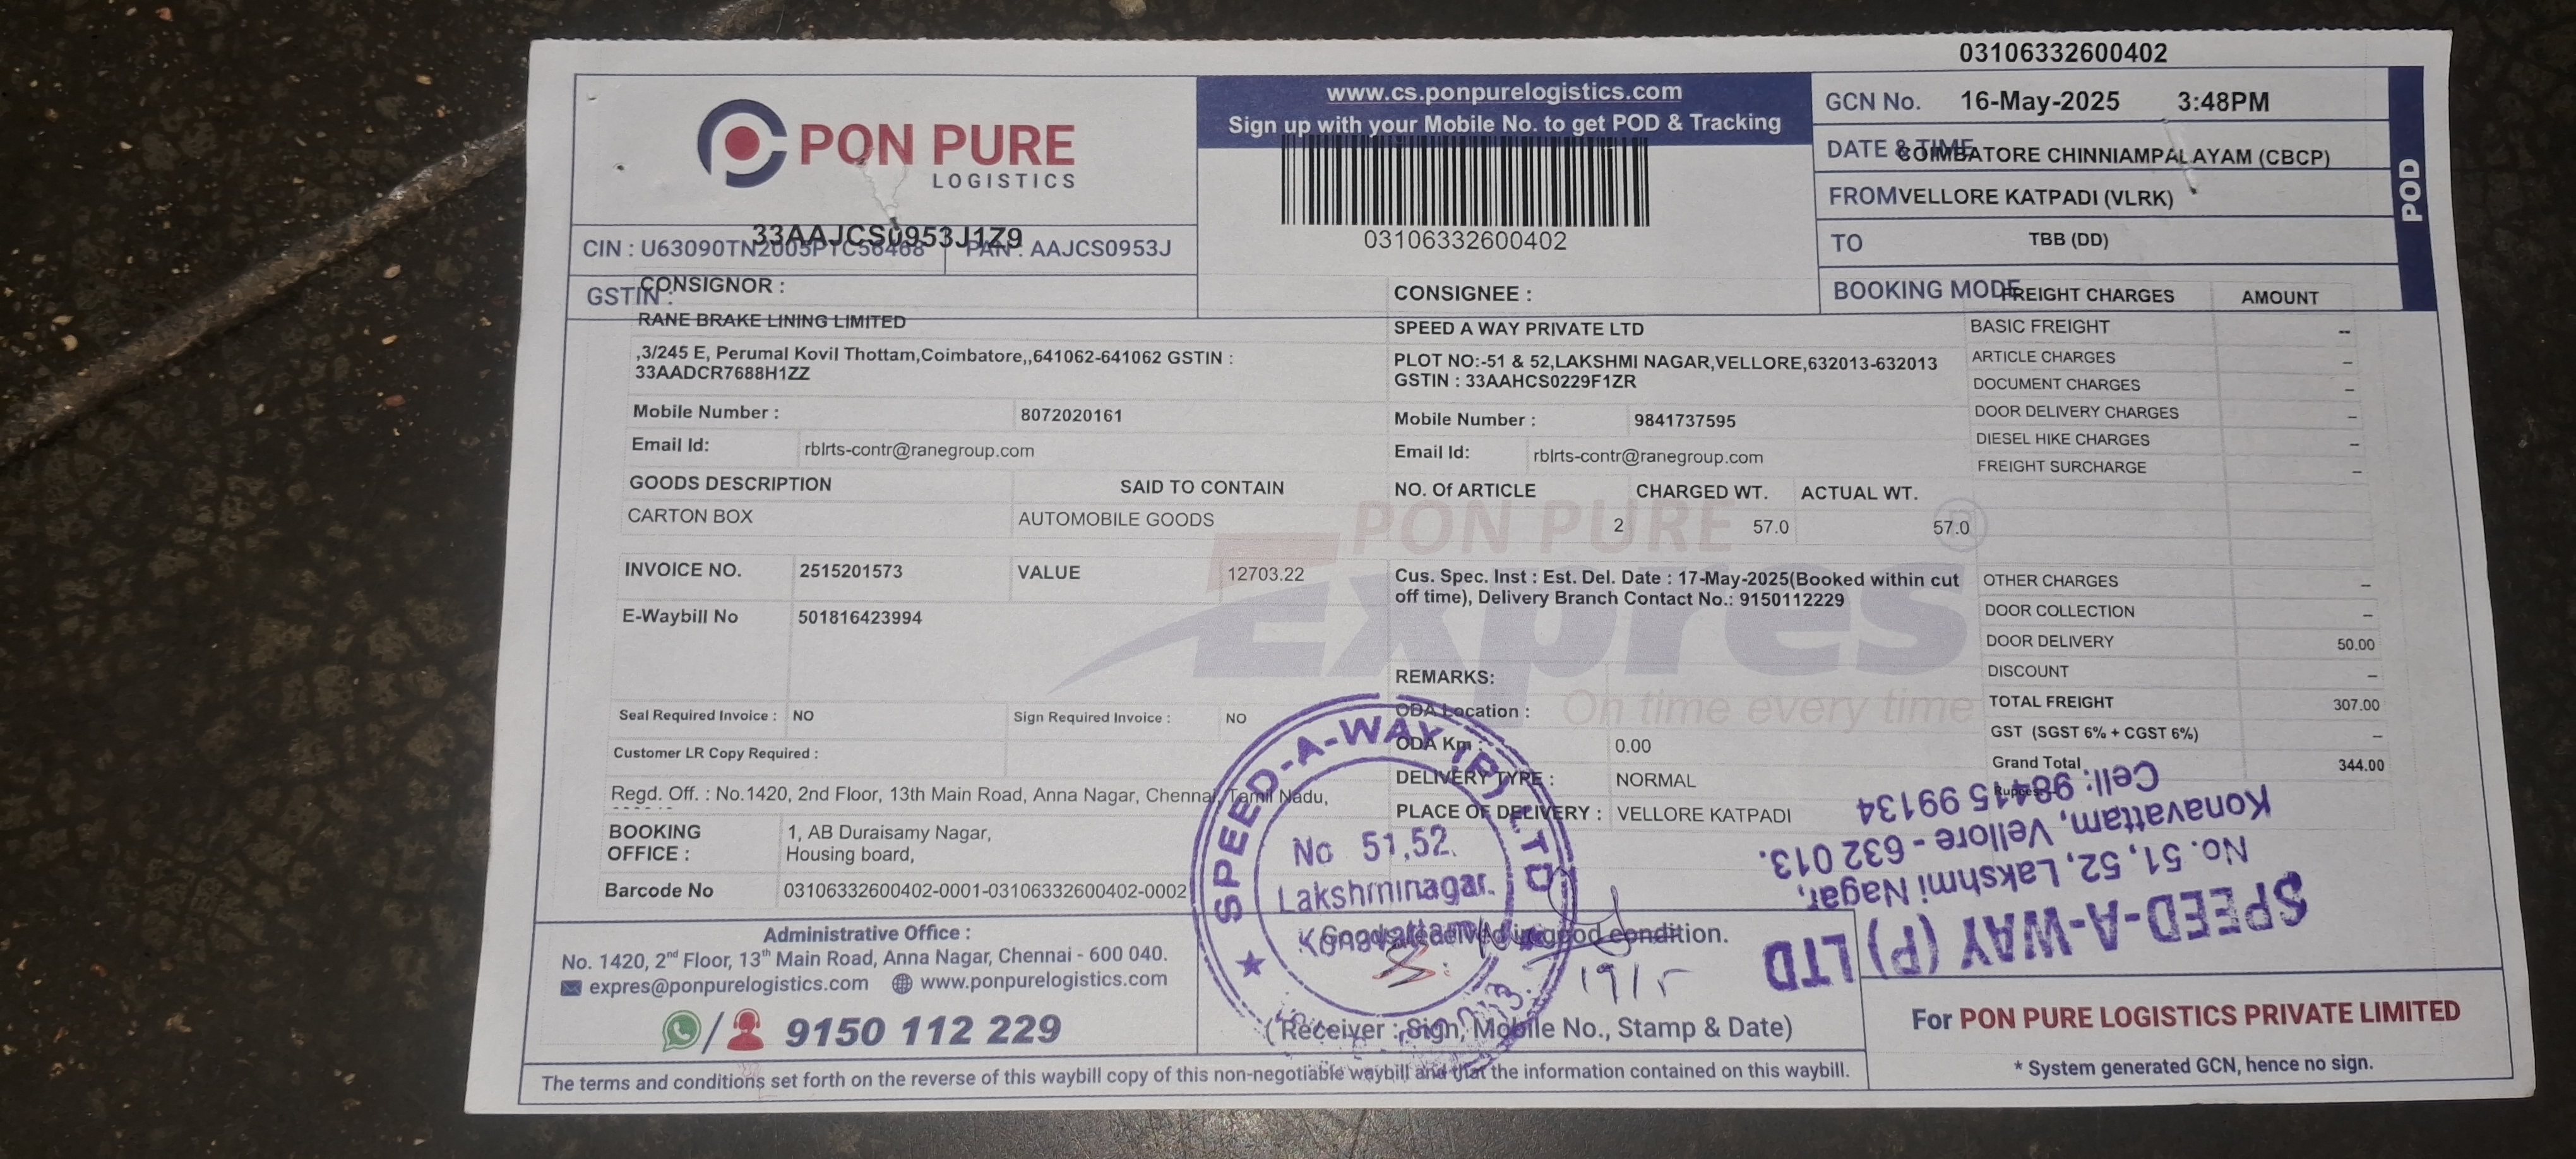 03106332600402
PON PURE
LOGISTICS
www.cs.ponpurelogistics.com
Sign up with your Mobile No. to get POD & Tracking
03106332600402
GCN No. 16-May-2025 3:48PM
DATE & TIME COIMBATORE CHINNIAMPALAYAM (CBCP)
FROM VELLORE KATPADI (VLRK)
TO TBB (DD)
BOOKING MODE
POD
33AAJCS0953J1Z9
CIN : U63090TN2005PTC56468 PAN : AAJCS0953J
GSTIN :
CONSIGNOR :
RANE BRAKE LINING LIMITED
,3/245 E, Perumal Kovil Thottam,Coimbatore,,641062-641062 GSTIN :
33AADCR7688H1ZZ
Mobile Number : 8072020161
Email Id: rblrts-contr@ranegroup.com
CONSIGNEE :
SPEED A WAY PRIVATE LTD
PLOT NO:-51 & 52,LAKSHMI NAGAR,VELLORE,632013-632013
GSTIN : 33AAHCS0229F1ZR
Mobile Number : 9841737595
Email Id: rblrts-contr@ranegroup.com
FREIGHT CHARGES AMOUNT
BASIC FREIGHT --
ARTICLE CHARGES --
DOCUMENT CHARGES --
DOOR DELIVERY CHARGES --
DIESEL HIKE CHARGES --
FREIGHT SURCHARGE --
GOODS DESCRIPTION SAID TO CONTAIN
CARTON BOX AUTOMOBILE GOODS
NO. Of ARTICLE CHARGED WT. ACTUAL WT.
2 57.0 57.0
PON PURE
Expres
On time every time
INVOICE NO. 2515201573 VALUE 12703.22
E-Waybill No 501816423994
Cus. Spec. Inst : Est. Del. Date : 17-May-2025(Booked within cut
off time), Delivery Branch Contact No.: 9150112229
OTHER CHARGES --
DOOR COLLECTION --
DOOR DELIVERY 50.00
DISCOUNT --
TOTAL FREIGHT 307.00
GST (SGST 6% + CGST 6%) --
Grand Total 344.00
Rupees:
REMARKS:
ODA Location :
ODA Km : 0.00
DELIVERY TYPE : NORMAL
PLACE OF DELIVERY : VELLORE KATPADI
Seal Required Invoice : NO Sign Required Invoice : NO
Customer LR Copy Required :
Regd. Off. : No.1420, 2nd Floor, 13th Main Road, Anna Nagar, Chennai, Tamil Nadu,
BOOKING
OFFICE :
1, AB Duraisamy Nagar,
Housing board,
Barcode No 03106332600402-0001-03106332600402-0002
SPEED-A-WAY (P) LTD
No 51,52.
Lakshminagar.
Konavattam
SPEED-A-WAY (P) LTD
No. 51, 52, Lakshmi Nagar,
Konavattam, Vellore - 632 013.
Cell: 98415 99134
Goods received in good condition.
19/5
(Receiver : Sign, Mobile No., Stamp & Date)
Administrative Office :
No. 1420, 2nd Floor, 13th Main Road, Anna Nagar, Chennai - 600 040.
expres@ponpurelogistics.com www.ponpurelogistics.com
9150 112 229
For PON PURE LOGISTICS PRIVATE LIMITED
* System generated GCN, hence no sign.
The terms and conditions set forth on the reverse of this waybill copy of this non-negotiable waybill and that the information contained on this waybill.